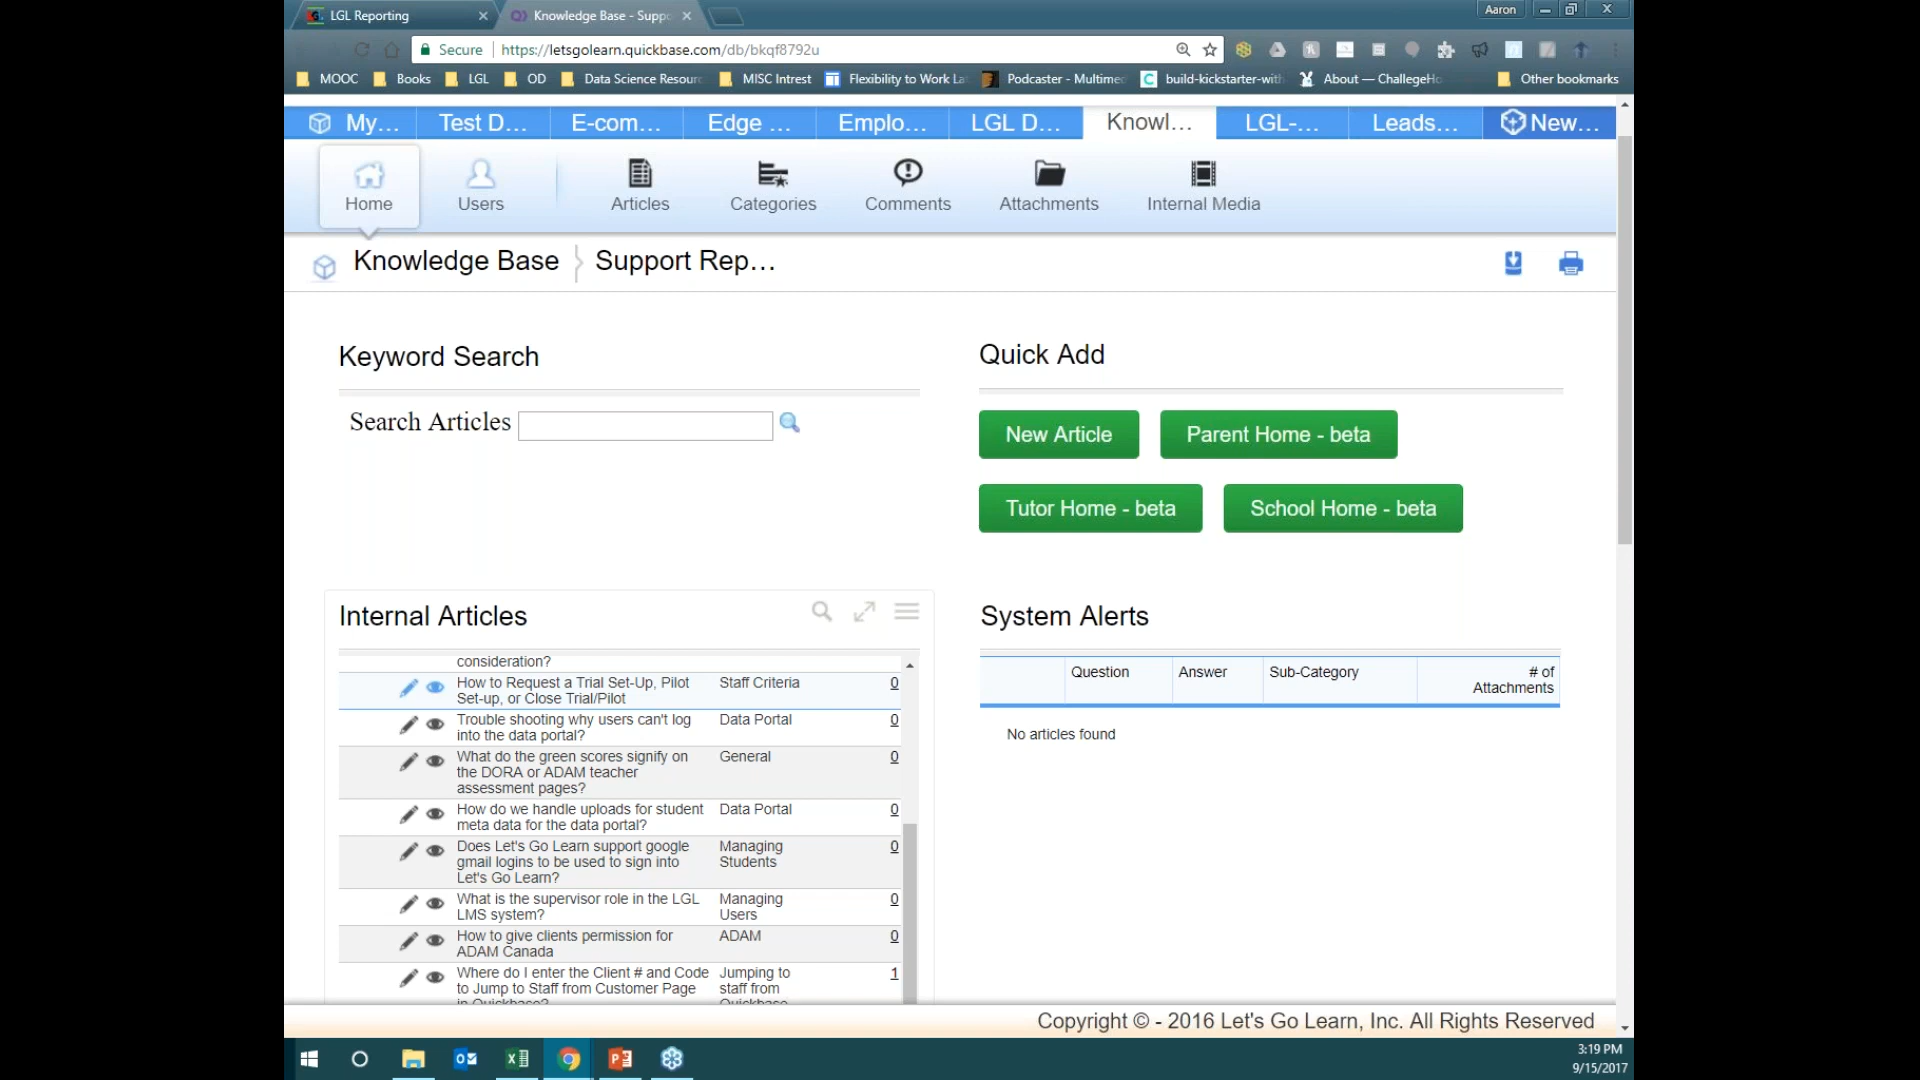 LGL Reporting
Knowledge Base - Suppo
Aaron
Secure
https://letsgolearn.quickbase.com/db/bkqf8792u
MOOC
Books
LGL
OD
Data Science Resour
MISC Intrest
Flexibility to Work La
Podcaster - Multime
build-kickstarter-with
About — ChallegeHo
Other bookmarks
My...
Test D...
E-com...
Edge ...
Emplo...
LGL D...
Knowl...
LGL-...
Leads...
New...
Home
Users
Articles
Categories
Comments
Attachments
Internal Media
Knowledge Base
Support Rep...
Keyword Search
Search Articles
Quick Add
New Article
Parent Home - beta
Tutor Home - beta
School Home - beta
Internal Articles
consideration?
How to Request a Trial Set-Up, Pilot
Set-up, or Close Trial/Pilot
Staff Criteria
0
Trouble shooting why users can't log
into the data portal?
Data Portal
0
What do the green scores signify on
the DORA or ADAM teacher
assessment pages?
General
0
How do we handle uploads for student
meta data for the data portal?
Data Portal
0
Does Let's Go Learn support google
gmail logins to be used to sign into
Let's Go Learn?
Managing
Students
0
What is the supervisor role in the LGL
LMS system?
Managing
Users
0
How to give clients permission for
ADAM Canada
ADAM
0
Where do I enter the Client # and Code
to Jump to Staff from Customer Page
in Quickbase?
Jumping to
staff from
Quickbase
1
System Alerts
Question
Answer
Sub-Category
# of
Attachments
No articles found
Copyright © - 2016 Let's Go Learn, Inc. All Rights Reserved
3:19 PM
9/15/2017